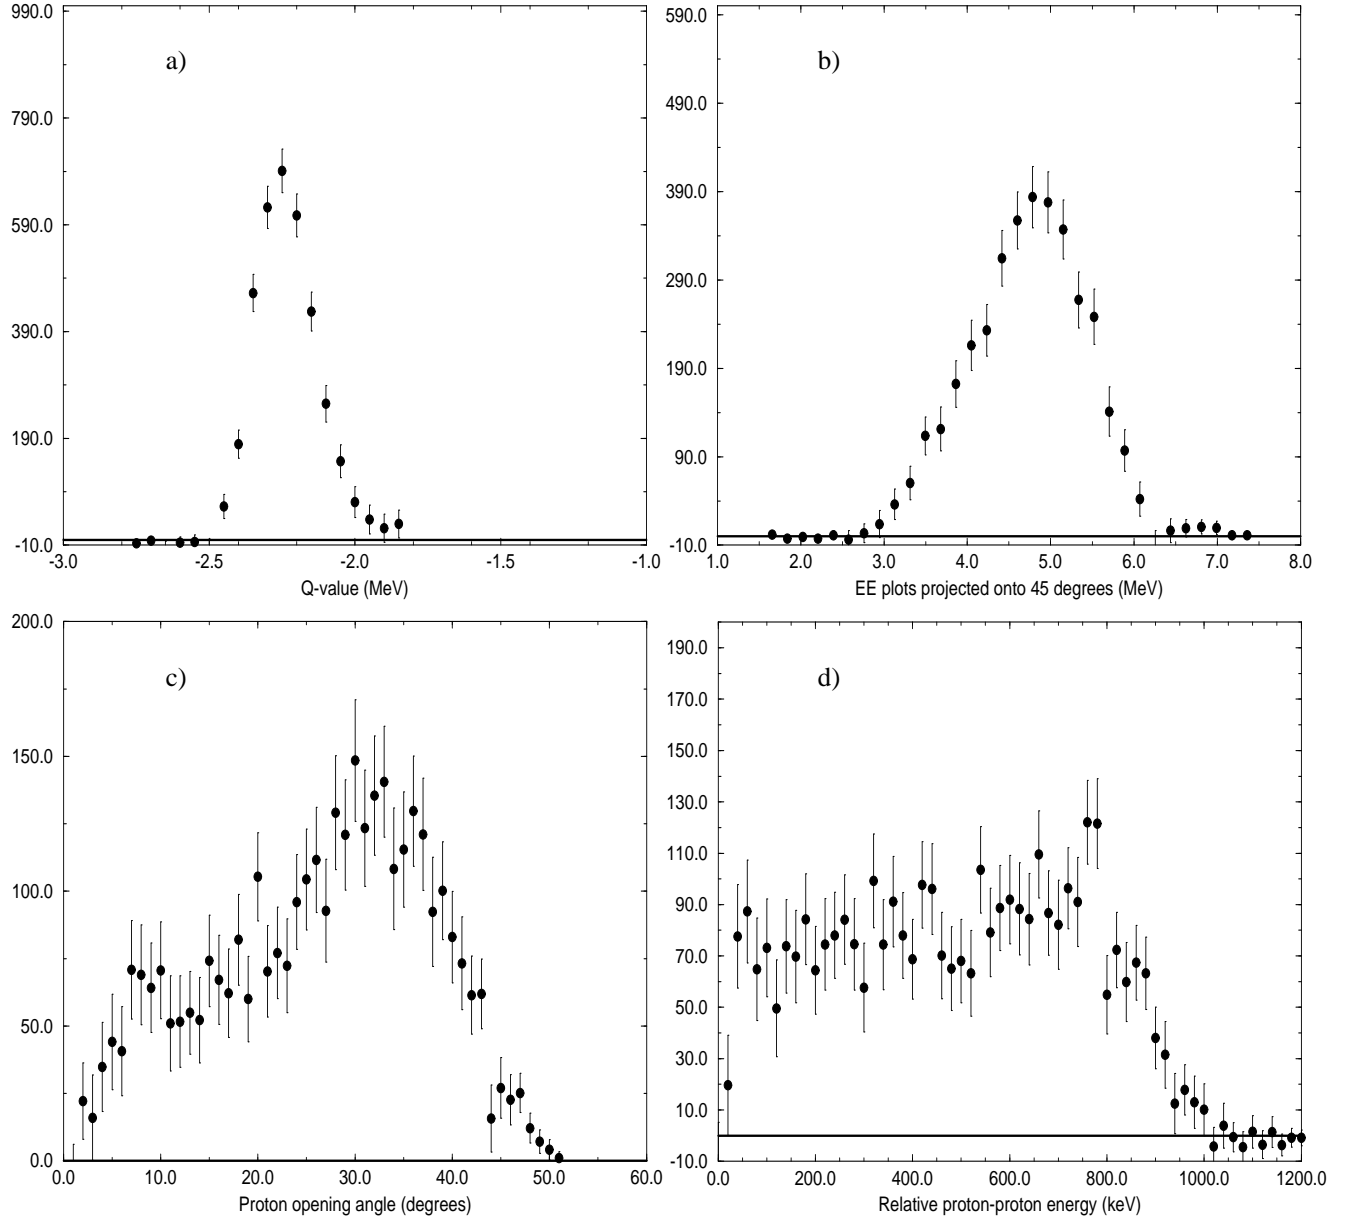 990.0
790.0
590.0
390.0
190.0
-10.0
a)
-3.0 -2.5 -2.0 -1.5 -1.0
Q-value (MeV)
590.0
490.0
390.0
290.0
190.0
90.0
-10.0
b)
1.0 2.0 3.0 4.0 5.0 6.0 7.0 8.0
EE plots projected onto 45 degrees (MeV)
200.0
150.0
100.0
50.0
0.0
c)
0.0 10.0 20.0 30.0 40.0 50.0 60.0
Proton opening angle (degrees)
190.0
170.0
150.0
130.0
110.0
90.0
70.0
50.0
30.0
10.0
-10.0
d)
0.0 200.0 400.0 600.0 800.0 1000.0 1200.0
Relative proton-proton energy (keV)